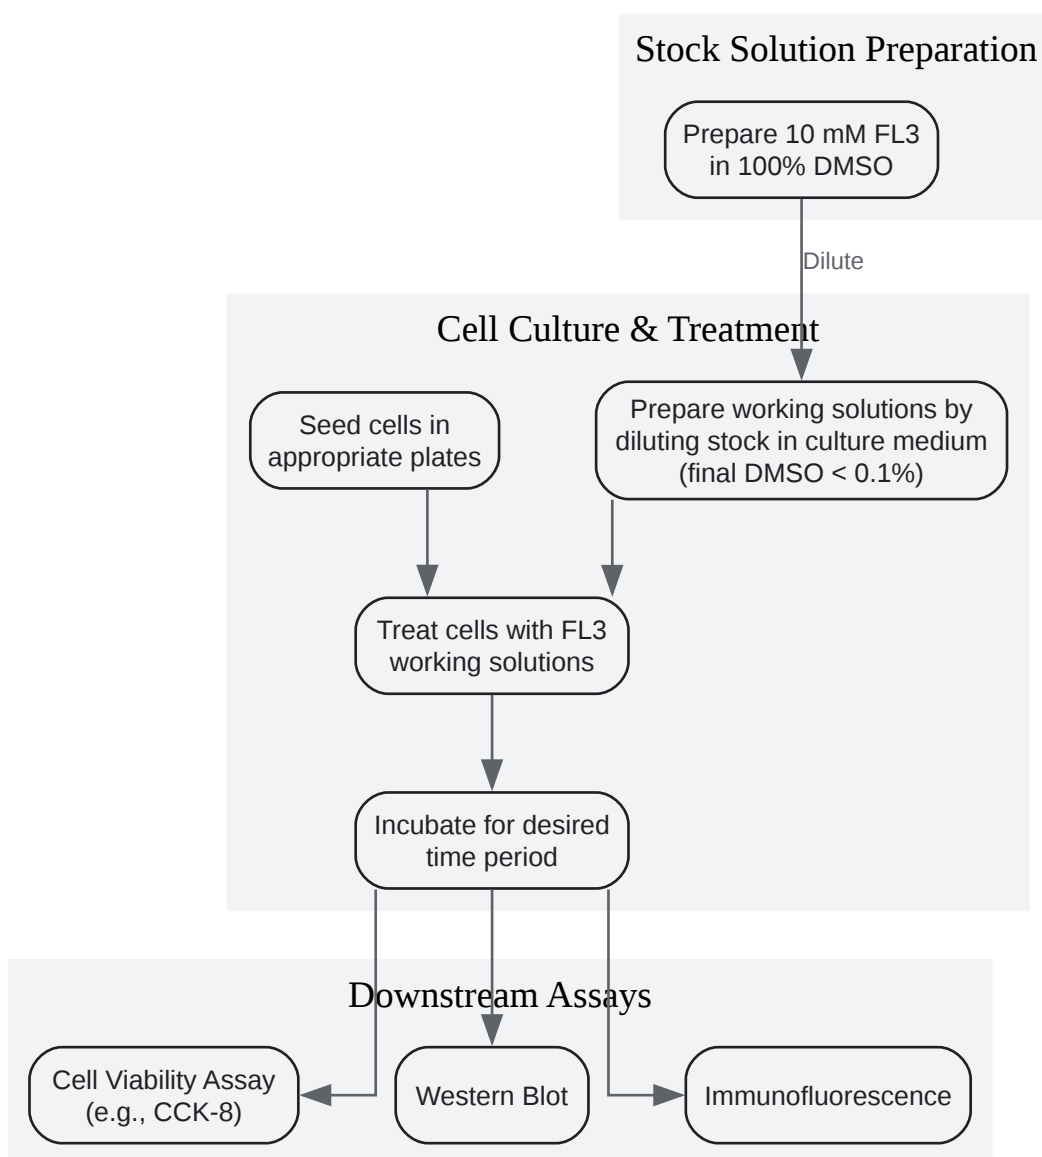 Stock Solution Preparation
Prepare 10 mM FL3
in 100% DMSO
Dilute
Cell Culture & Treatment
Seed cells in
appropriate plates
Prepare working solutions by
diluting stock in culture medium
(final DMSO < 0.1%)
Treat cells with FL3
working solutions
Incubate for desired
time period
Downstream Assays
Cell Viability Assay
(e.g., CCK-8)
Western Blot
Immunofluorescence